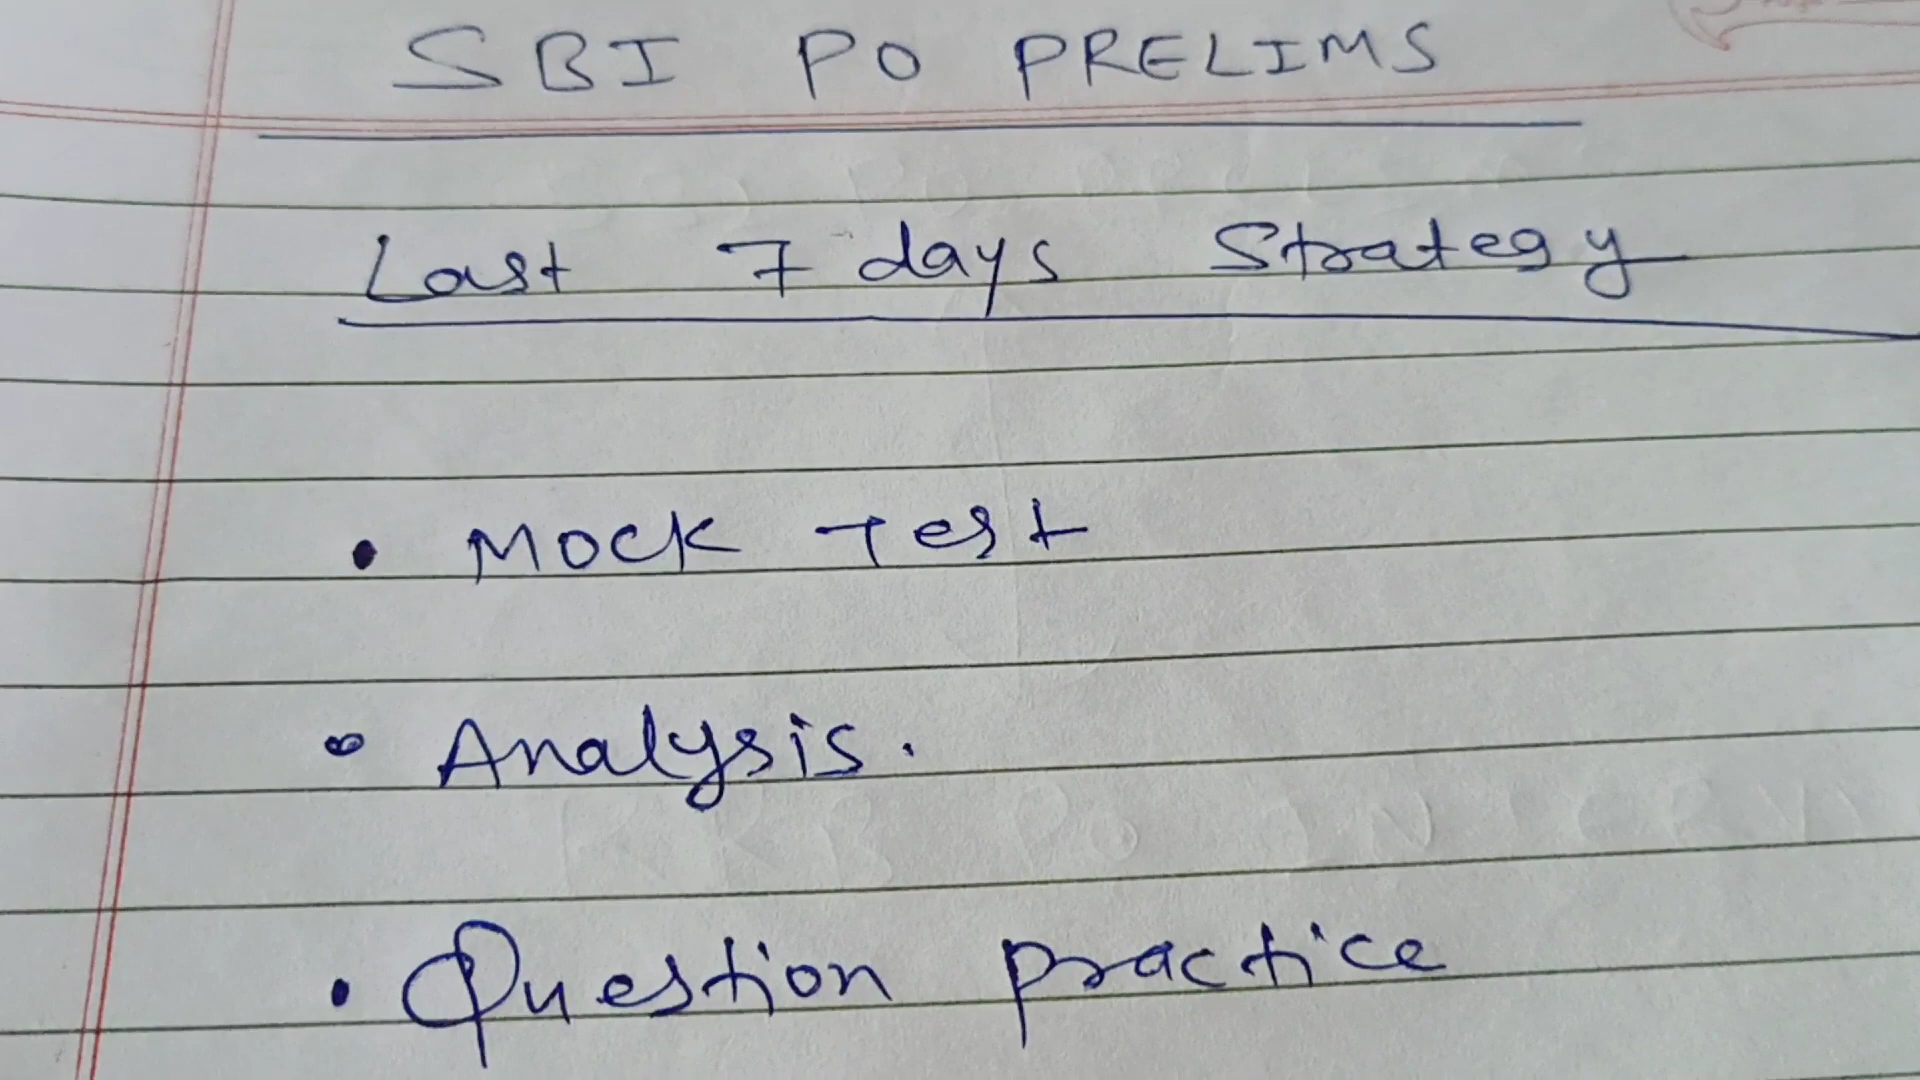 SBI PO PRELIMS
Last 7 days Strategy
• Mock Test
• Analysis.
• Question practice